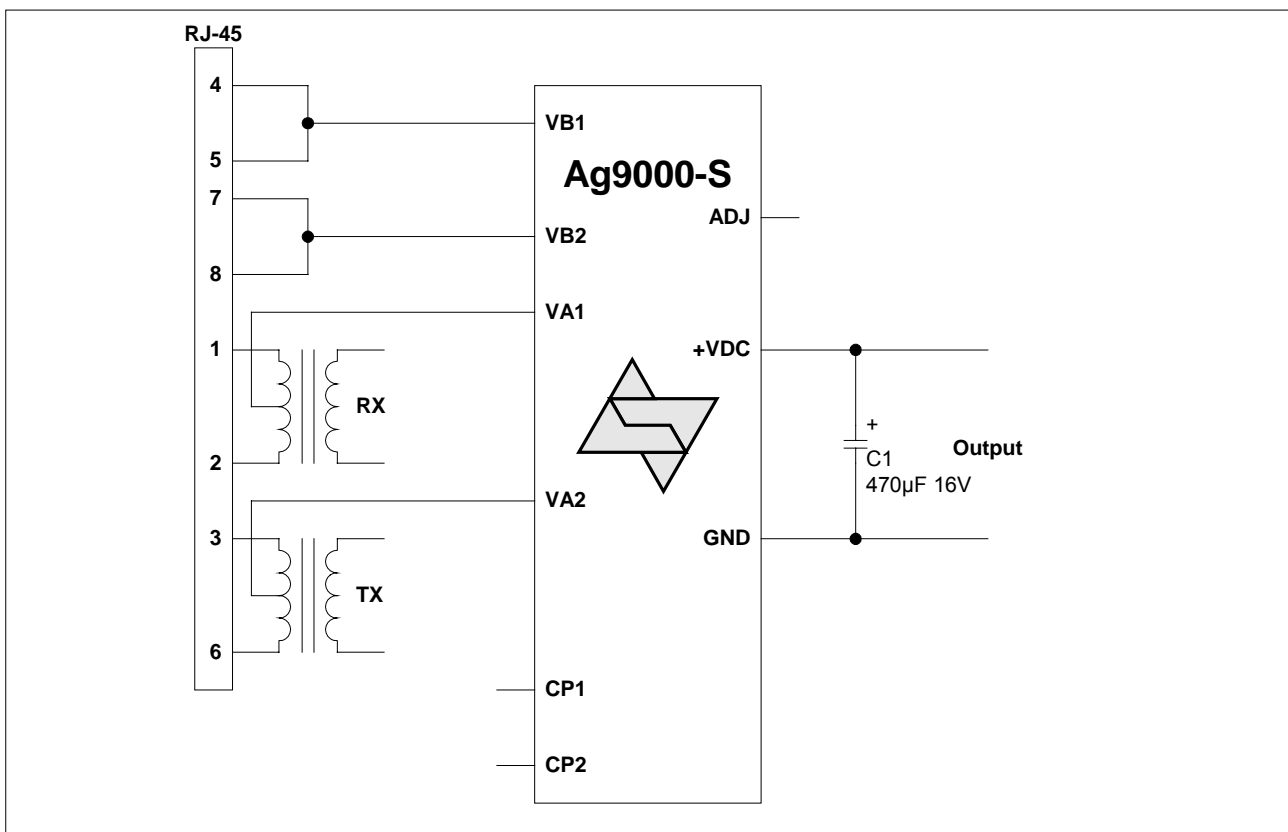 RJ-45
4
5
7
8
1
2
3
6
RX
TX
VB1
Ag9000-S
VB2
VA1
VA2
CP1
CP2
ADJ
+VDC
GND
+
C1
470µF 16V
Output